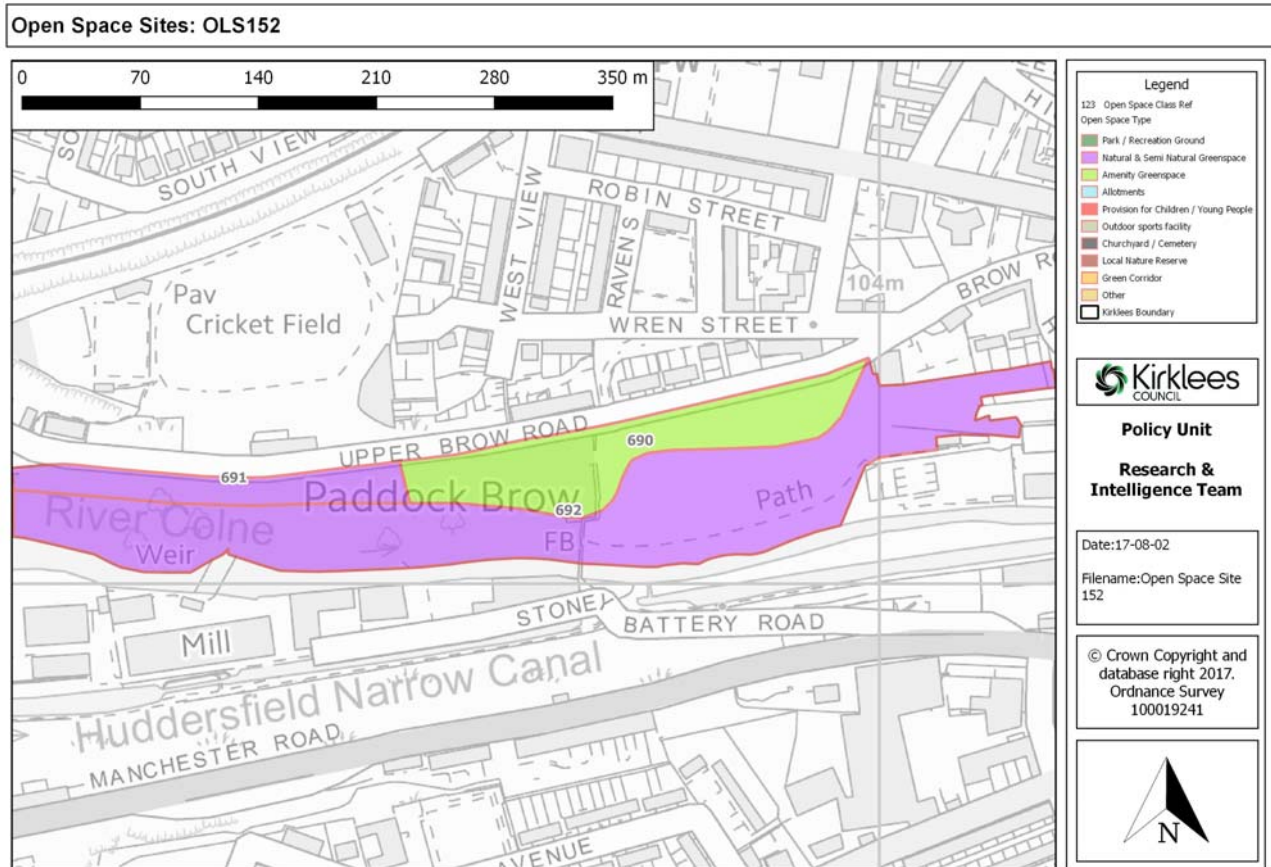 Open Space Sites: OLS152
0 70 140 210 280 350 m
SOUTH VIEW
ROBIN STREET
WEST VIEW
RAVENS
104m
BROW RO
Pav
Cricket Field
WREN STREET
UPPER BROW ROAD
690
691
Paddock Brow
692
River Colne
Path
Weir
FB
STONEY
BATTERY ROAD
Mill
Huddersfield Narrow Canal
MANCHESTER ROAD
AVENUE
Legend
123 Open Space Class Ref
Open Space Type
Park / Recreation Ground
Natural & Semi Natural Greenspace
Amenity Greenspace
Allotments
Provision for Children / Young People
Outdoor sports facility
Churchyard / Cemetery
Local Nature Reserve
Green Corridor
Other
Kirklees Boundary
Kirklees
COUNCIL
Policy Unit
Research &
Intelligence Team
Date:17-08-02
Filename:Open Space Site
152
© Crown Copyright and
database right 2017.
Ordnance Survey
100019241
N